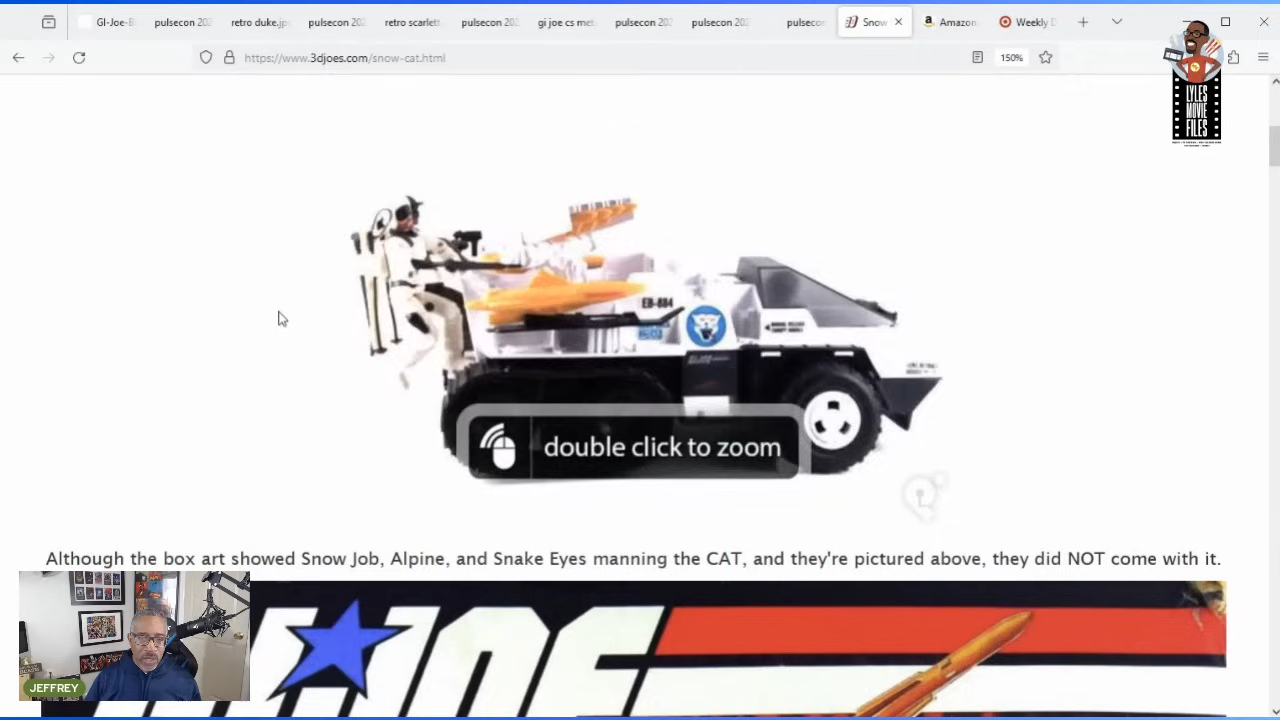 GI-Joe-B
pulsecon 202
retro duke.jp
pulsecon 202
retro scarlett
pulsecon 202
gi joe cs met
pulsecon 202
pulsecon 202
pulsecon
Snow
Amazon
Weekly D
https://www.3djoes.com/snow-cat.html
150%
LYLES
MOVIE
FILES
EB-884
double click to zoom
Although the box art showed Snow Job, Alpine, and Snake Eyes manning the CAT, and they're pictured above, they did NOT come with it.
JEFFREY
JOE